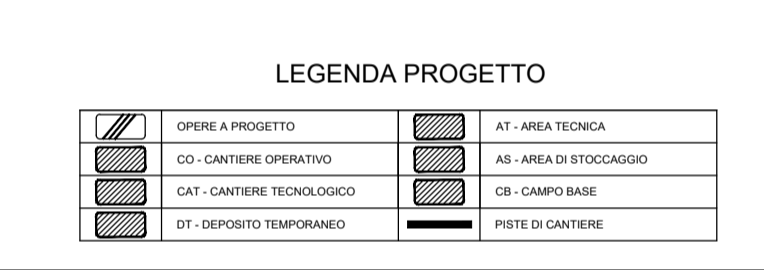 LEGENDA PROGETTO
OPERE A PROGETTO
AT - AREA TECNICA
CO - CANTIERE OPERATIVO
AS - AREA DI STOCCAGGIO
CAT - CANTIERE TECNOLOGICO
CB - CAMPO BASE
DT - DEPOSITO TEMPORANEO
PISTE DI CANTIERE